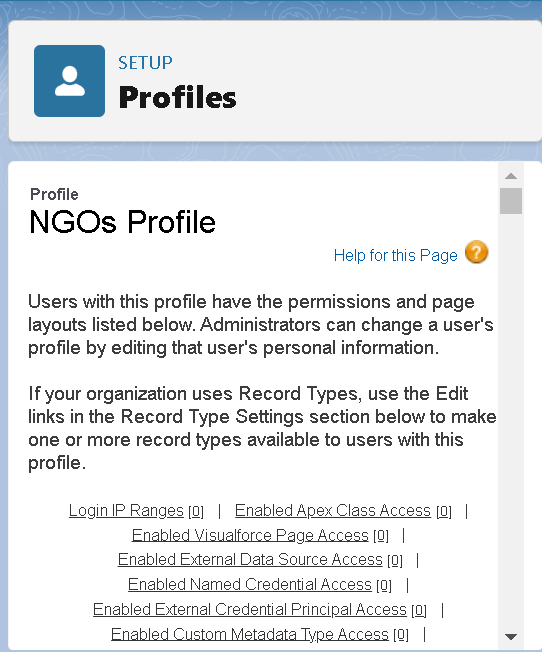 SETUP
Profiles
Profile
NGOs Profile
Help for this Page ?
Users with this profile have the permissions and page
layouts listed below. Administrators can change a user's
profile by editing that user's personal information.
If your organization uses Record Types, use the Edit
links in the Record Type Settings section below to make
one or more record types available to users with this
profile.
Login IP Ranges [0] | Enabled Apex Class Access [0] |
Enabled Visualforce Page Access [0] |
Enabled External Data Source Access [0] |
Enabled Named Credential Access [0] |
Enabled External Credential Principal Access [0] |
Enabled Custom Metadata Type Access [0] |